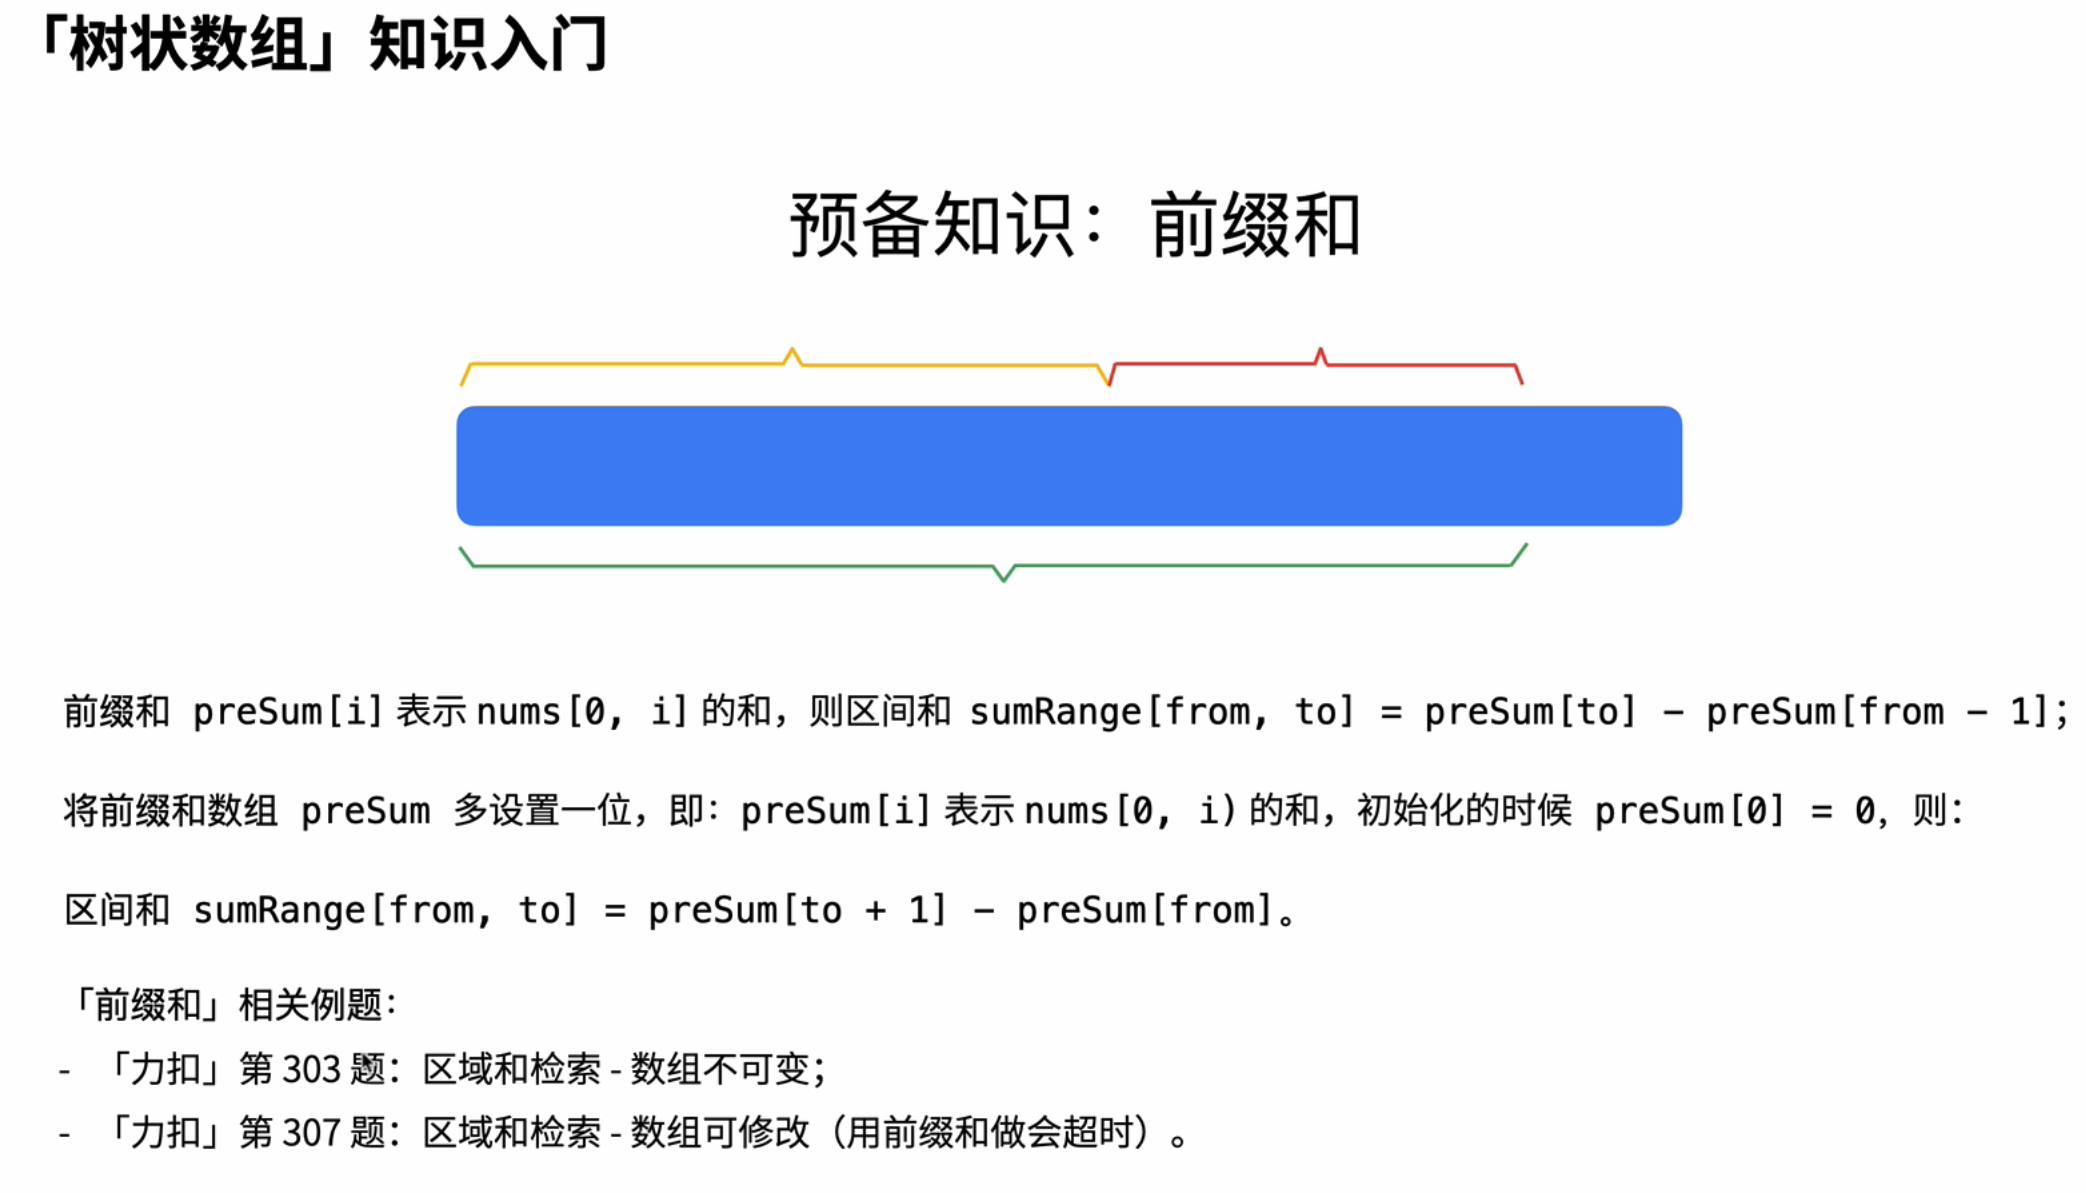 「树状数组」知识入门
预备知识：前缀和
前缀和 preSum[i] 表示 nums[0, i] 的和，则区间和 sumRange[from, to] = preSum[to] - preSum[from - 1]；
将前缀和数组 preSum 多设置一位，即：preSum[i] 表示 nums[0, i) 的和，初始化的时候 preSum[0] = 0，则：
区间和 sumRange[from, to] = preSum[to + 1] - preSum[from]。
「前缀和」相关例题：
- 「力扣」第 303 题：区域和检索 - 数组不可变；
- 「力扣」第 307 题：区域和检索 - 数组可修改（用前缀和做会超时）。